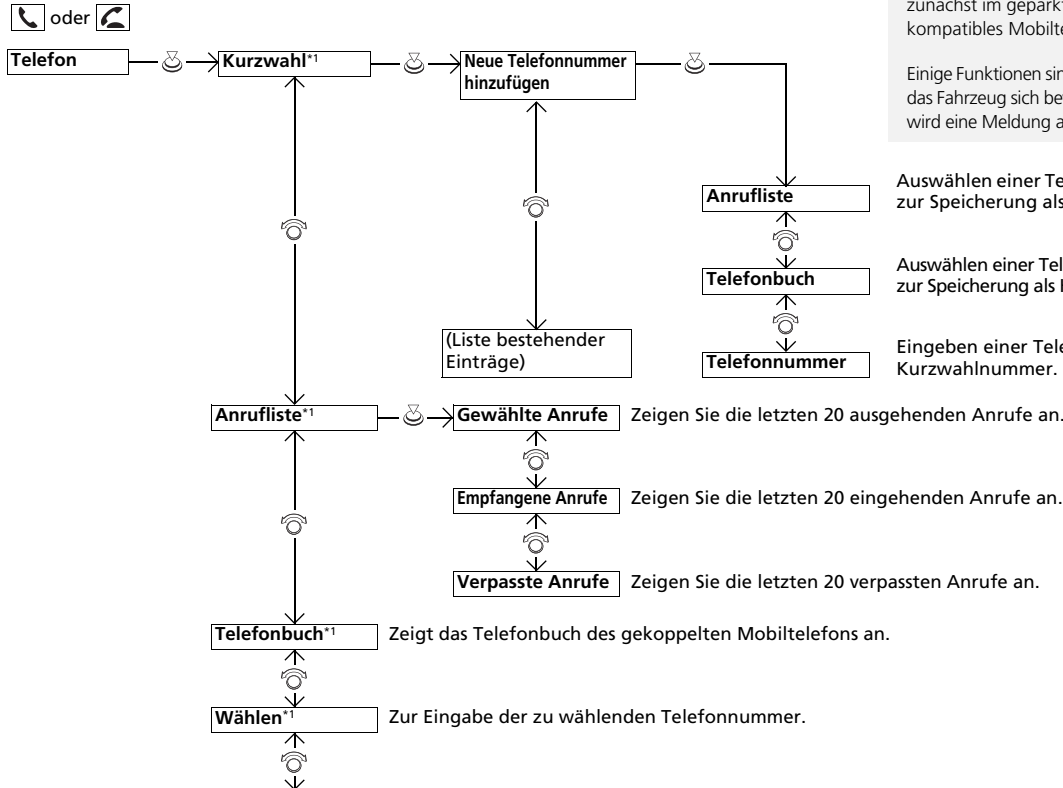 oder
zunächst im geparkt
kompatibles Mobilte
Einige Funktionen sin
das Fahrzeug sich be
wird eine Meldung a
Telefon
Kurzwahl*1
Neue Telefonnummer
hinzufügen
Anrufliste
Auswählen einer Te
zur Speicherung als
Telefonbuch
Auswählen einer Tel
zur Speicherung als
(Liste bestehender
Einträge)
Telefonnummer
Eingeben einer Tele
Kurzwahlnummer.
Anrufliste*1
Gewählte Anrufe
Zeigen Sie die letzten 20 ausgehenden Anrufe an.
Empfangene Anrufe
Zeigen Sie die letzten 20 eingehenden Anrufe an.
Verpasste Anrufe
Zeigen Sie die letzten 20 verpassten Anrufe an.
Telefonbuch*1
Zeigt das Telefonbuch des gekoppelten Mobiltelefons an.
Wählen*1
Zur Eingabe der zu wählenden Telefonnummer.